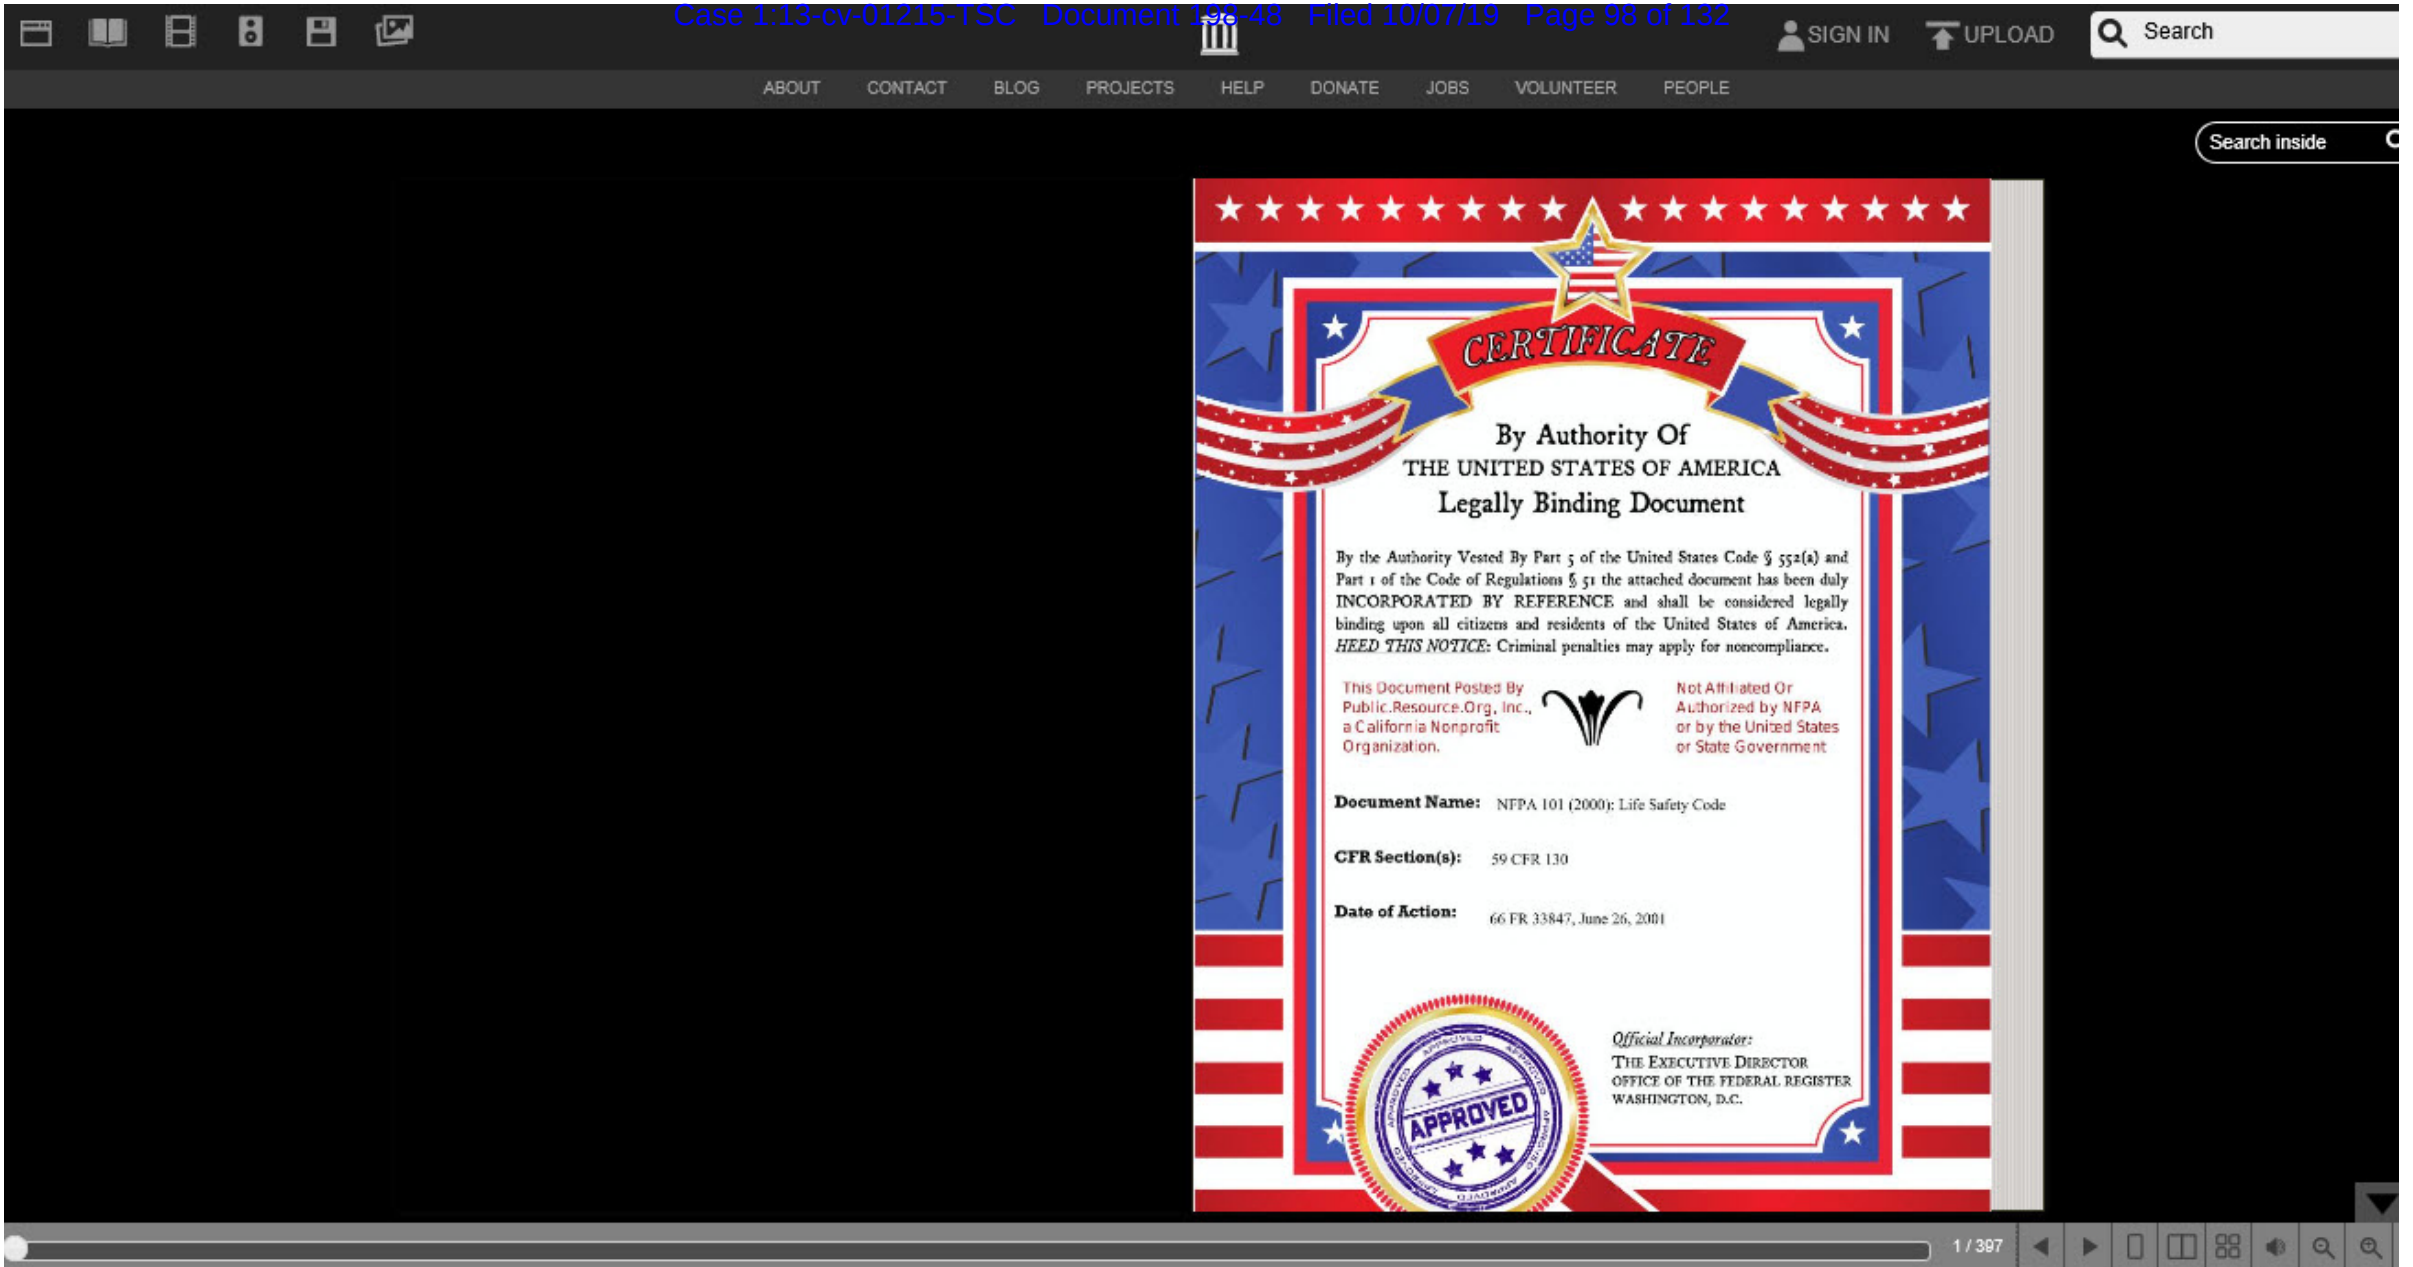 Case 1:13-cv-01215-TSC Document 198-48 Filed 10/07/19 Page 98 of 132
SIGN IN
UPLOAD
Search
ABOUT CONTACT BLOG PROJECTS HELP DONATE JOBS VOLUNTEER PEOPLE
Search inside
CERTIFICATE
By Authority Of
THE UNITED STATES OF AMERICA
Legally Binding Document
By the Authority Vested By Part 5 of the United States Code § 552(a) and
Part 1 of the Code of Regulations § 51 the attached document has been duly
INCORPORATED BY REFERENCE and shall be considered legally
binding upon all citizens and residents of the United States of America.
HEED THIS NOTICE: Criminal penalties may apply for noncompliance.
This Document Posted By
Public.Resource.Org, Inc.,
a California Nonprofit
Organization.
Not Affiliated Or
Authorized by NFPA
or by the United States
or State Government
Document Name: NFPA 101 (2000): Life Safety Code
CFR Section(s): 59 CFR 130
Date of Action: 66 FR 33847, June 26, 2001
Official Incorporator:
THE EXECUTIVE DIRECTOR
OFFICE OF THE FEDERAL REGISTER
WASHINGTON, D.C.
APPROVED
APPROVED
APPROVED
APPROVED
APPROVED
APPROVED
APPROVED
APPROVED
APPROVED
1 / 397